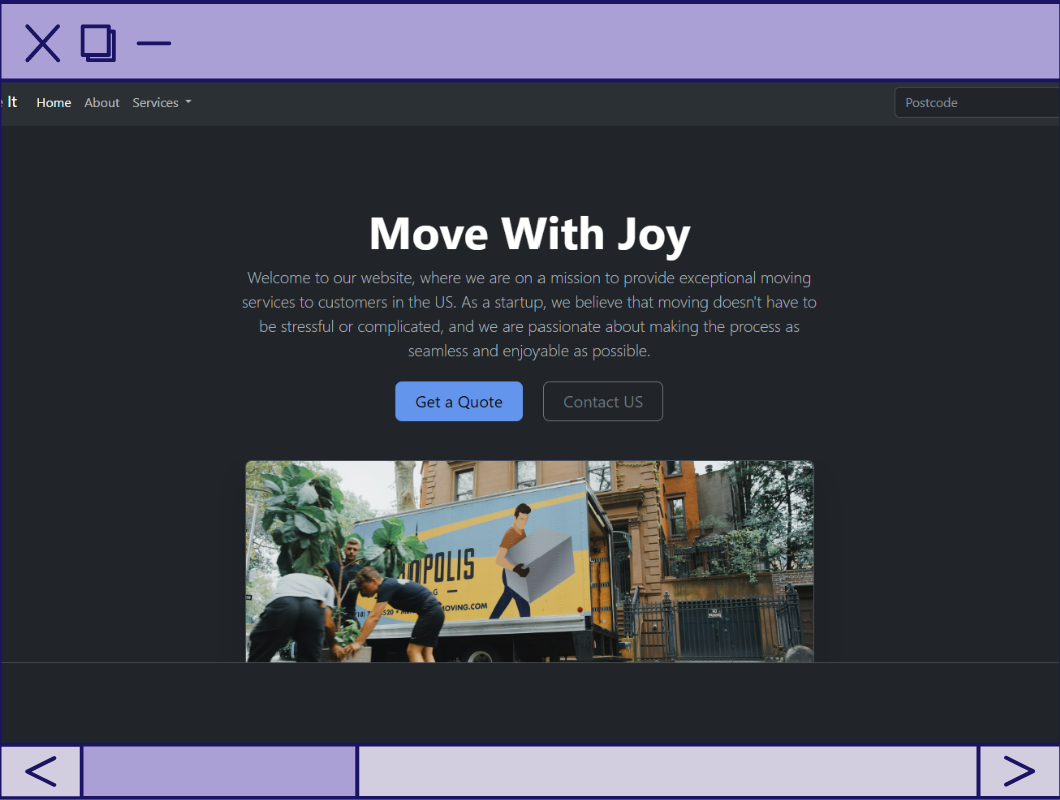 It Home About Services Postcode
Move With Joy
Welcome to our website, where we are on a mission to provide exceptional moving
services to customers in the US. As a startup, we believe that moving doesn't have to
be stressful or complicated, and we are passionate about making the process as
seamless and enjoyable as possible.
Get a Quote Contact US
MOVING.COM
NO
PARKING